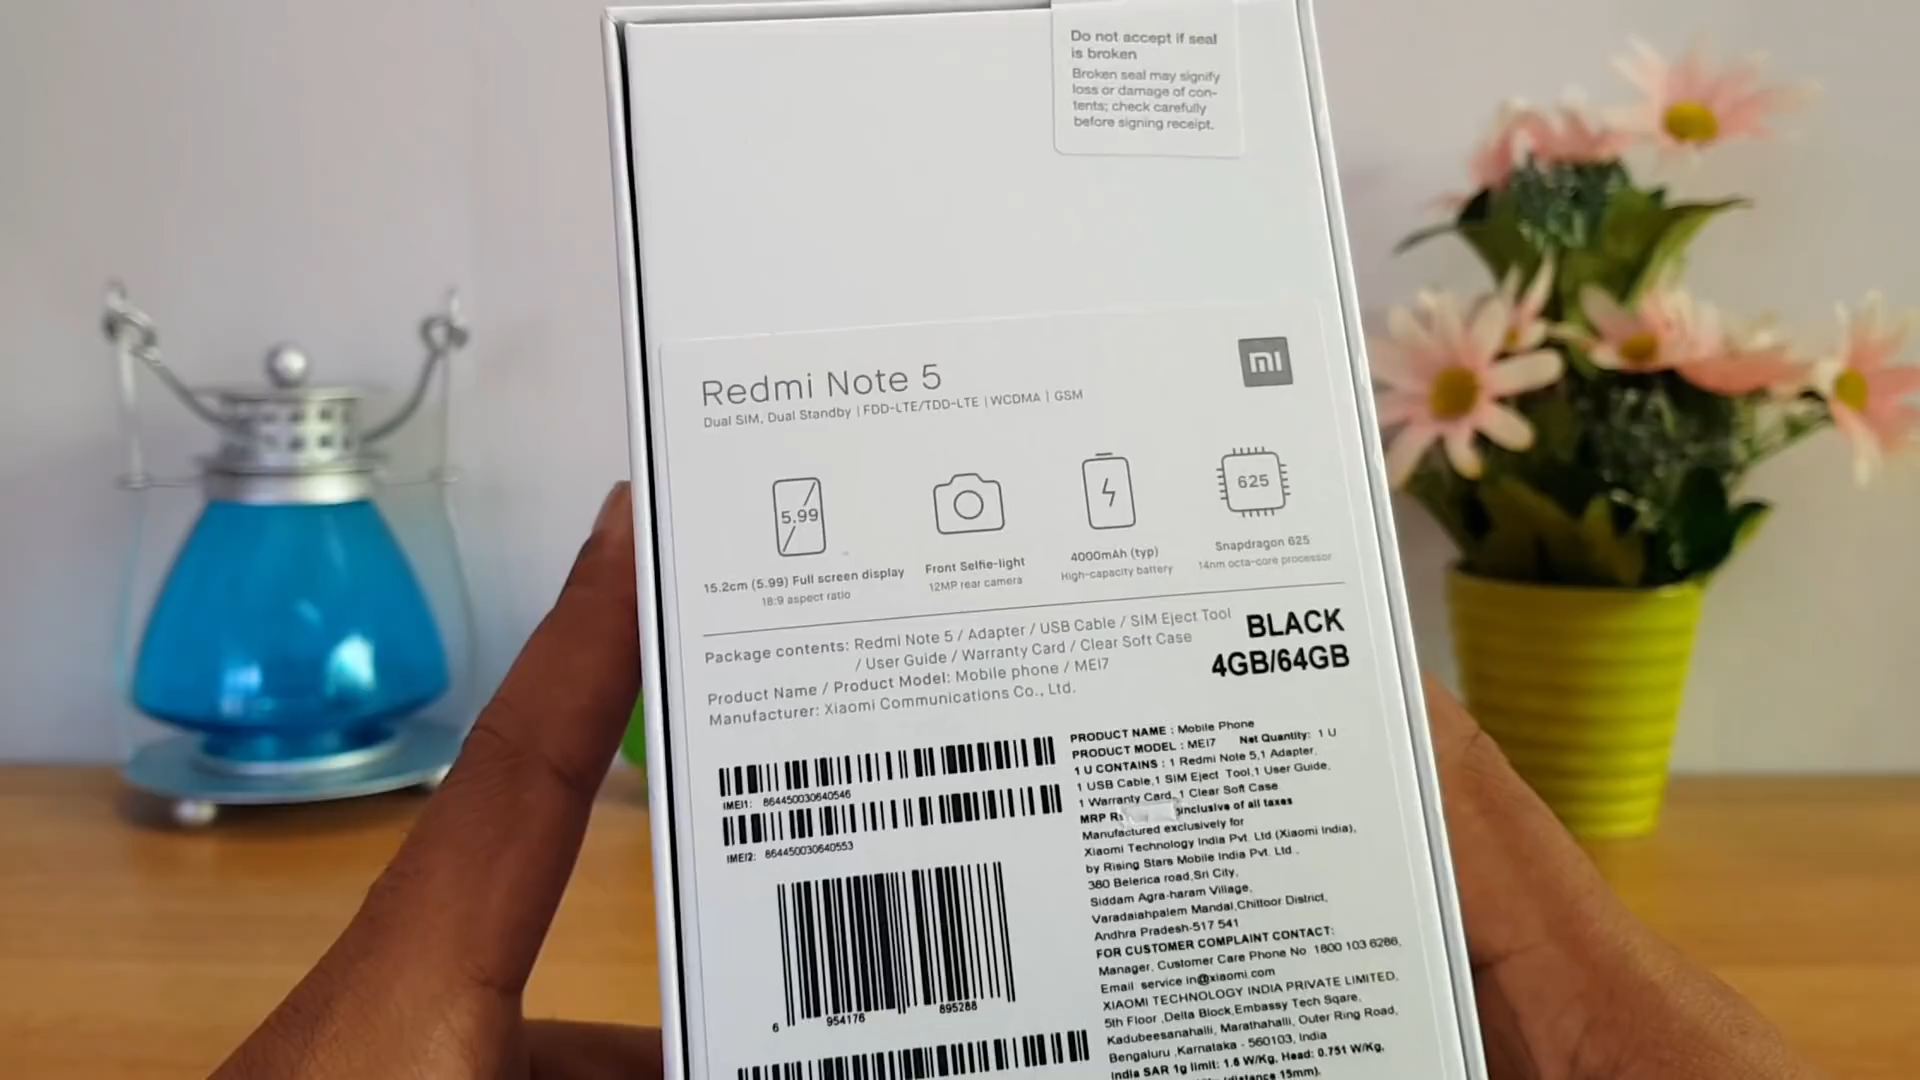 Do not accept if seal
is broken
Broken seal may signify
loss or damage of con-
tents; check carefully
before signing receipt.
mi
Redmi Note 5
Dual SIM, Dual Standby | FDD-LTE/TDD-LTE | WCDMA | GSM
5.99
625
15.2cm (5.99) Full screen display
18:9 aspect ratio
Front Selfie-light
12MP rear camera
4000mAh (typ)
High-capacity battery
Snapdragon 625
14nm octa-core processor
Package contents: Redmi Note 5 / Adapter / USB Cable / SIM Eject Tool
/ User Guide / Warranty Card / Clear Soft Case
Product Name / Product Model: Mobile phone / MEI7
Manufacturer: Xiaomi Communications Co., Ltd.
BLACK
4GB/64GB
IMEI1: 864450030640546
IMEI2: 864450030640553
6 954176 895288
PRODUCT NAME : Mobile Phone
PRODUCT MODEL : MEI7 Net Quantity: 1 U
1 U CONTAINS : 1 Redmi Note 5,1 Adapter,
1 USB Cable,1 SIM Eject Tool,1 User Guide,
1 Warranty Card, 1 Clear Soft Case
MRP inclusive of all taxes
Manufactured exclusively for
Xiaomi Technology India Pvt. Ltd (Xiaomi India),
by Rising Stars Mobile India Pvt. Ltd .,
380 Belerica road,Sri City,
Siddam Agra-haram Village,
Varadaiahpalem Mandal,Chittoor District,
Andhra Pradesh-517 541
FOR CUSTOMER COMPLAINT CONTACT:
Manager, Customer Care Phone No 1800 103 6286,
Email service.in@xiaomi.com
XIAOMI TECHNOLOGY INDIA PRIVATE LIMITED,
5th Floor ,Delta Block,Embassy Tech Sqare,
Kadubeesanahalli, Marathahalli, Outer Ring Road,
Bengaluru ,Karnataka - 560103, India
India SAR 1g limit: 1.6 W/Kg, Head: 0.751 W/Kg,
(distance 15mm).